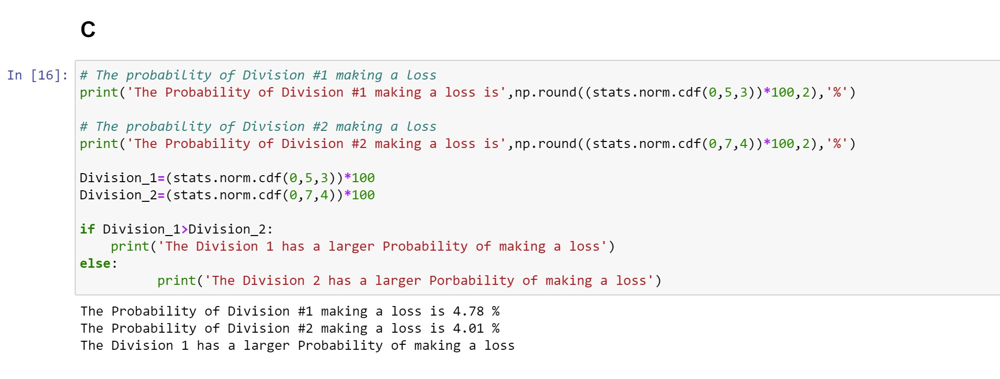 C
In [16]:
# The probability of Division #1 making a loss
print('The Probability of Division #1 making a loss is',np.round((stats.norm.cdf(0,5,3))*100,2),'%')
# The probability of Division #2 making a loss
print('The Probability of Division #2 making a loss is',np.round((stats.norm.cdf(0,7,4))*100,2),'%')
Division_1=(stats.norm.cdf(0,5,3))*100
Division_2=(stats.norm.cdf(0,7,4))*100
if Division_1>Division_2:
    print('The Division 1 has a larger Probability of making a loss')
else:
          print('The Division 2 has a larger Porbability of making a loss')
The Probability of Division #1 making a loss is 4.78 %
The Probability of Division #2 making a loss is 4.01 %
The Division 1 has a larger Probability of making a loss